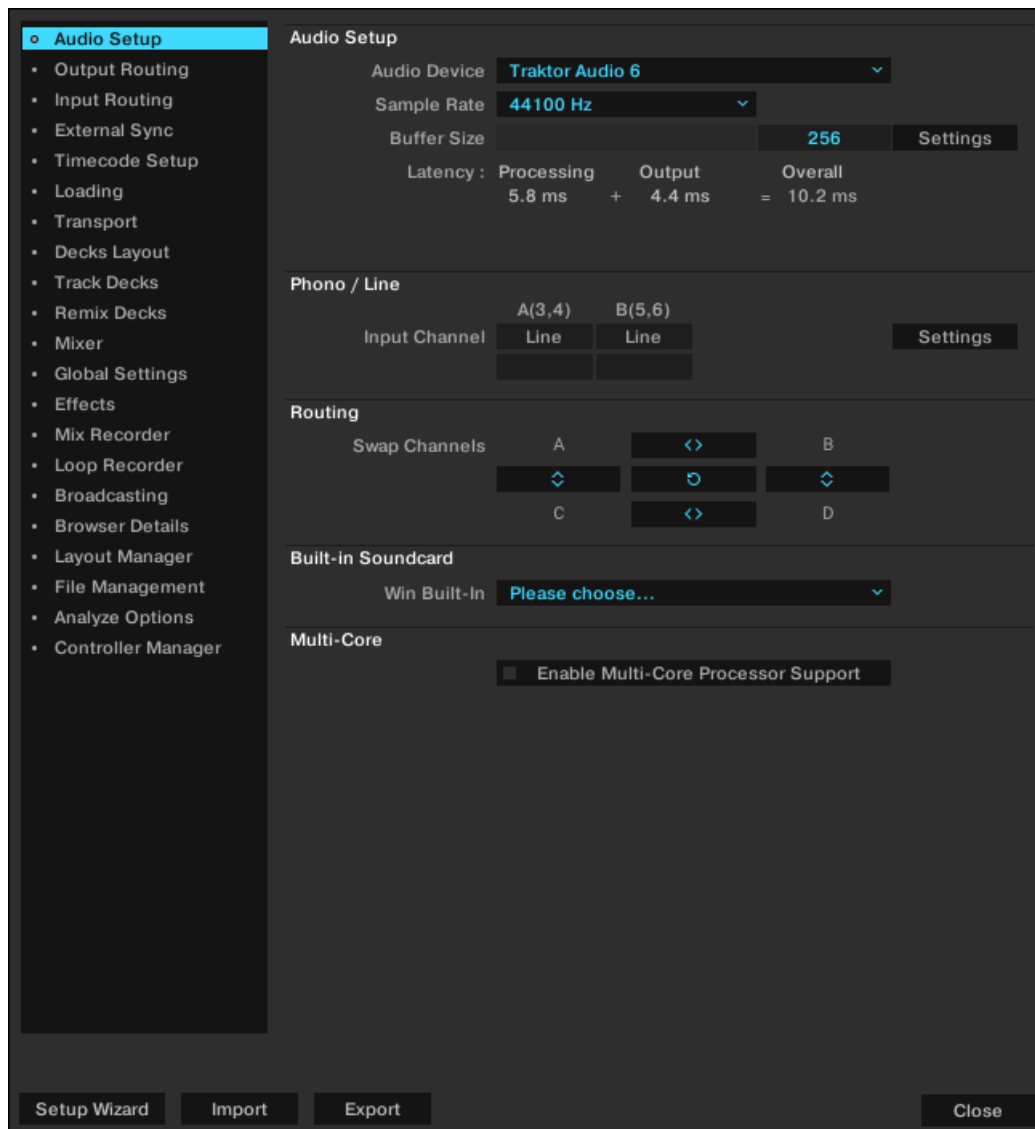 Audio Setup
Output Routing
Input Routing
External Sync
Timecode Setup
Loading
Transport
Decks Layout
Track Decks
Remix Decks
Mixer
Global Settings
Effects
Mix Recorder
Loop Recorder
Broadcasting
Browser Details
Layout Manager
File Management
Analyze Options
Controller Manager
Audio Setup
Audio Device Traktor Audio 6
Sample Rate 44100 Hz
Buffer Size 256 Settings
Latency : Processing Output Overall
5.8 ms + 4.4 ms = 10.2 ms
Phono / Line
A(3,4) B(5,6)
Input Channel Line Line Settings
Routing
Swap Channels A <> B
C <> D
Built-in Soundcard
Win Built-In Please choose...
Multi-Core
Enable Multi-Core Processor Support
Setup Wizard Import Export Close